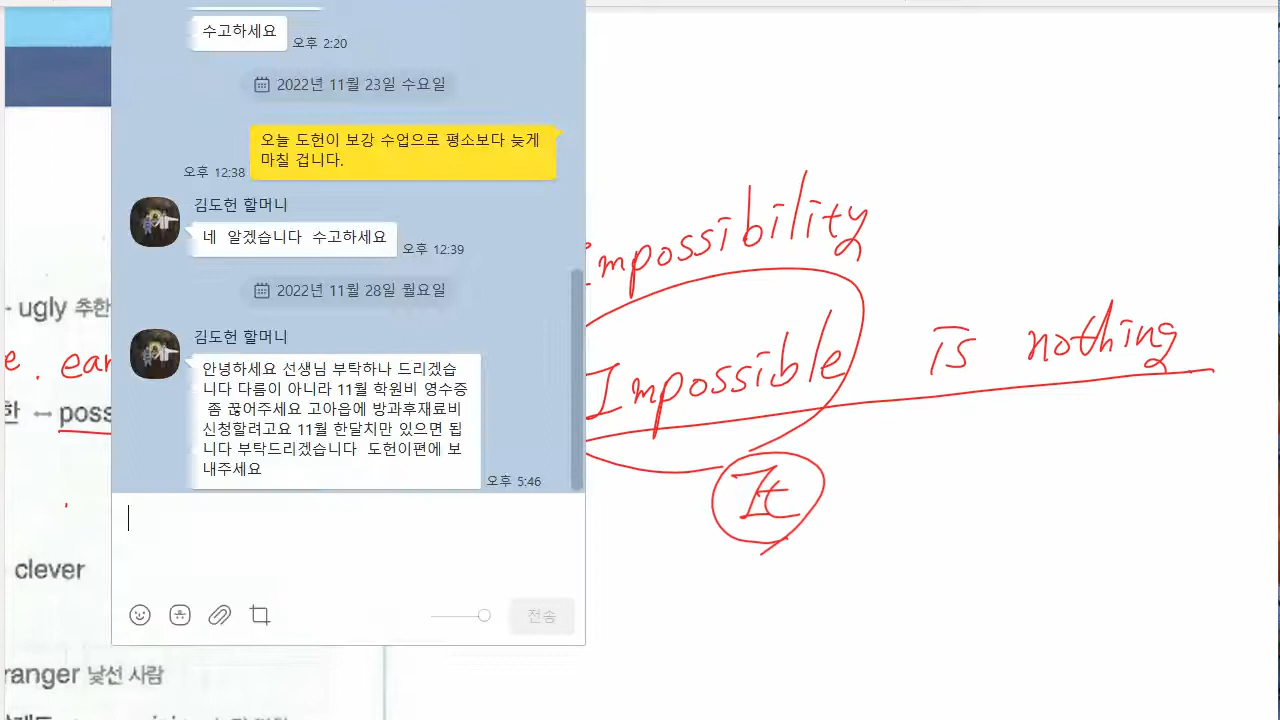 수고하세요
오후 2:20
2022년 11월 23일 수요일
오늘 도헌이 보강 수업으로 평소보다 늦게
마칠 겁니다.
오후 12:38
김도헌 할머니
네 알겠습니다 수고하세요
오후 12:39
2022년 11월 28일 월요일
김도헌 할머니
안녕하세요 선생님 부탁하나 드리겠습
니다 다름이 아니라 11월 학원비 영수증
좀 끊어주세요 고아읍에 방과후재료비
신청할려고요 11월 한달치만 있으면 됩
니다 부탁드리겠습니다 도헌이편에 보
내주세요
오후 5:46
전송
- ugly 추한
e. ear
한 ↔ poss
clever
ranger 낯선 사람
impossibility
Impossible is nothing
It